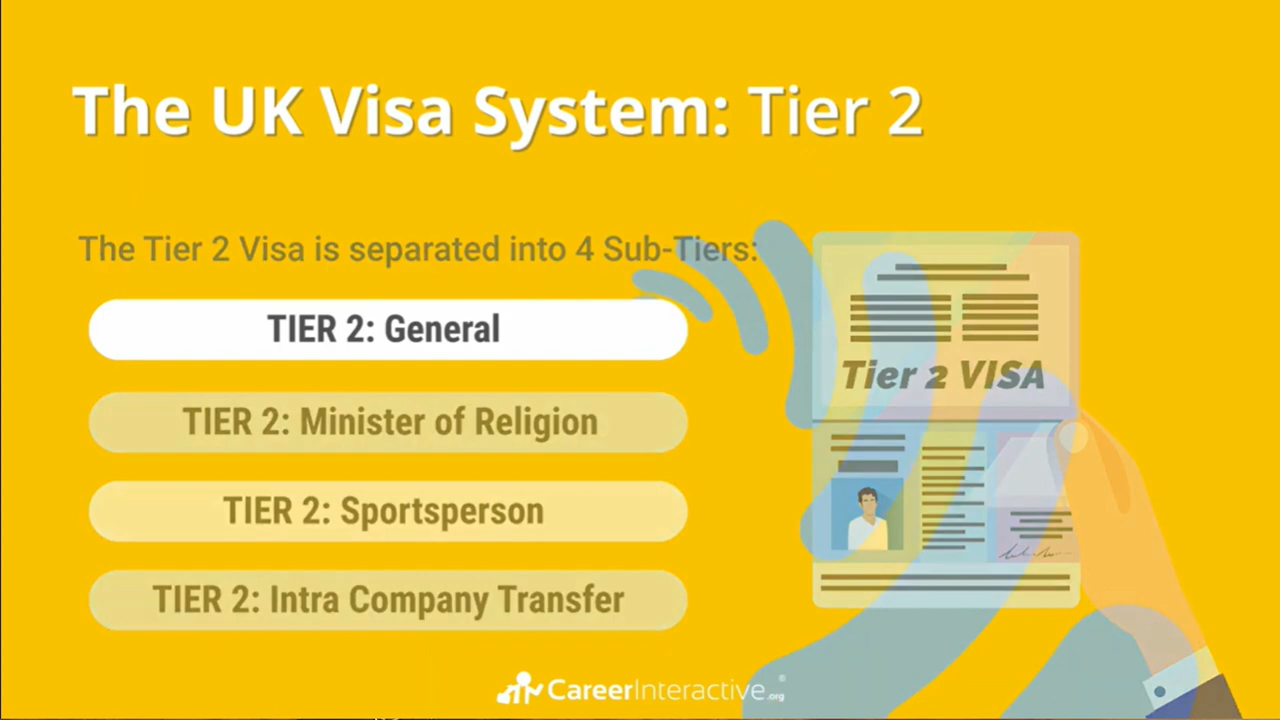 The UK Visa System: Tier 2
The Tier 2 Visa is separated into 4 Sub-Tiers:
TIER 2: General
TIER 2: Minister of Religion
TIER 2: Sportsperson
TIER 2: Intra Company Transfer
Tier 2 VISA
CareerInteractive.org®